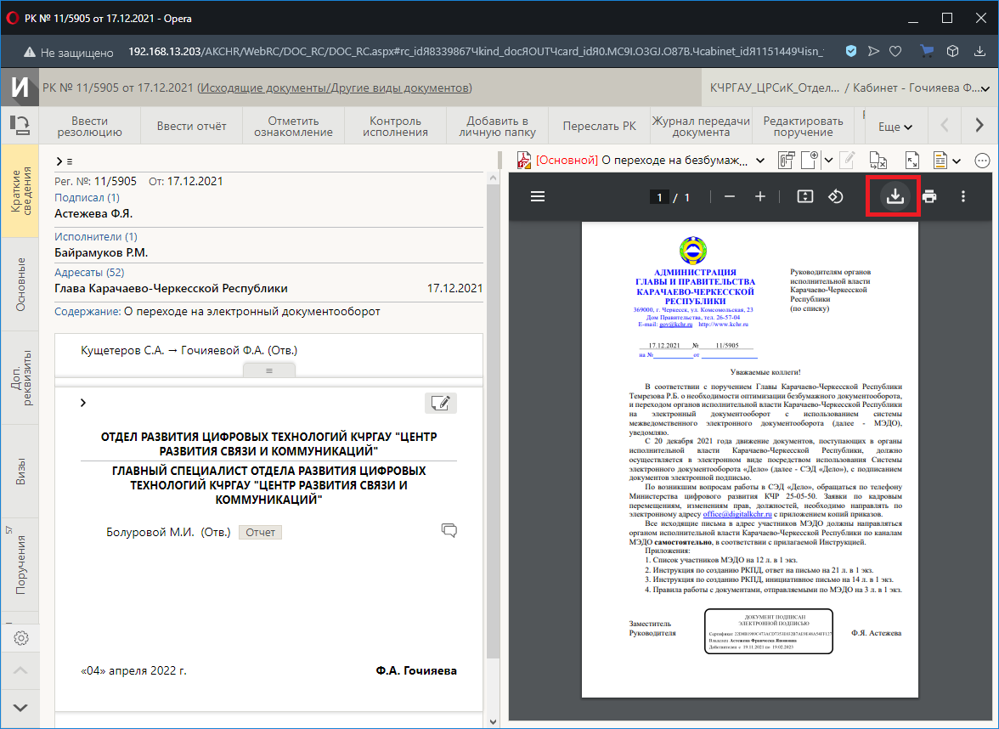 РК № 11/5905 от 17.12.2021 - Opera
Не защищено 192.168.13.203/AKCHR/WebRC/DOC_RC/DOC_RC.aspx#rc_idЯ8339867Чkind_docЯOUTЧcard_idЯ0.MC9I.O3GJ.O87B.Чcabinet_idЯ1151449Чisn_
И РК № 11/5905 от 17.12.2021 (Исходящие документы/Другие виды документов)
КЧРГАУ_ЦРСиК_Отдел... / Кабинет - Гочияева Ф....
Ввести резолюцию
Ввести отчёт
Отметить ознакомление
Контроль исполнения
Добавить в личную папку
Переслать РК
Журнал передачи документа
Редактировать поручение
Еще
Краткие сведения
Основные
Доп. реквизиты
Визы
57
Поручения
Рег. №: 11/5905 От: 17.12.2021
Подписал (1)
Астежева Ф.Я.
Исполнители (1)
Байрамуков Р.М.
Адресаты (52)
Глава Карачаево-Черкесской Республики 17.12.2021
Содержание: О переходе на электронный документооборот
Кущетеров С.А. → Гочияевой Ф.А. (Отв.)
ОТДЕЛ РАЗВИТИЯ ЦИФРОВЫХ ТЕХНОЛОГИЙ КЧРГАУ "ЦЕНТР
РАЗВИТИЯ СВЯЗИ И КОММУНИКАЦИЙ"
ГЛАВНЫЙ СПЕЦИАЛИСТ ОТДЕЛА РАЗВИТИЯ ЦИФРОВЫХ
ТЕХНОЛОГИЙ КЧРГАУ "ЦЕНТР РАЗВИТИЯ СВЯЗИ И
КОММУНИКАЦИЙ"
Болуровой М.И. (Отв.) Отчет
«04» апреля 2022 г. Ф.А. Гочияева
[Основной] О переходе на безбумаж...
1 / 1
АДМИНИСТРАЦИЯ
ГЛАВЫ И ПРАВИТЕЛЬСТВА
КАРАЧАЕВО-ЧЕРКЕССКОЙ
РЕСПУБЛИКИ
369000, г. Черкесск, ул. Комсомольская, 23
Дом Правительства, тел. 26-57-04
E-mail: gov@kchr.ru http://www.kchr.ru
17.12.2021 № 11/5905
на № от
Руководителям органов
исполнительной власти
Карачаево-Черкесской
Республики
(по списку)
Уважаемые коллеги!
В соответствии с поручением Главы Карачаево-Черкесской Республики
Темрезова Р.Б. о необходимости оптимизации безбумажного документооборота,
и переходом органов исполнительной власти Карачаево-Черкесской Республики
на электронный документооборот с использованием системы
межведомственного электронного документооборота (далее - МЭДО),
уведомляю.
С 20 декабря 2021 года движение документов, поступающих в органы
исполнительной власти Карачаево-Черкесской Республики, должно
осуществляется в электронном виде посредством использования Системы
электронного документооборота «Дело» (далее - СЭД «Дело»), с подписанием
документов электронной подписью.
По возникшим вопросам работы в СЭД «Дело», обращаться по телефону
Министерства цифрового развития КЧР 25-05-50. Заявки по кадровым
перемещениям, изменениям прав, должностей, необходимо направлять по
электронному адресу office@digitalkchr.ru с приложением копий приказов.
Все исходящие письма в адрес участников МЭДО должны направляться
органом исполнительной власти Карачаево-Черкесской Республики по каналам
МЭДО самостоятельно, в соответствии с прилагаемой Инструкцией.
Приложения:
1. Список участников МЭДО на 12 л. в 1 экз.
2. Инструкция по созданию РКПД, ответ на письмо на 21 л. в 1 экз.
3. Инструкция по созданию РКПД, инициативное письмо на 14 л. в 1 экз.
4. Правила работы с документами, отправляемыми по МЭДО на 3 л. в 1 экз.
Заместитель
Руководителя
ДОКУМЕНТ ПОДПИСАН
ЭЛЕКТРОННОЙ ПОДПИСЬЮ
Сертификат
Владелец Астежева Франческа Яновна
Действителен с 19.11.2021 по 19.02.2023
Ф.Я. Астежева